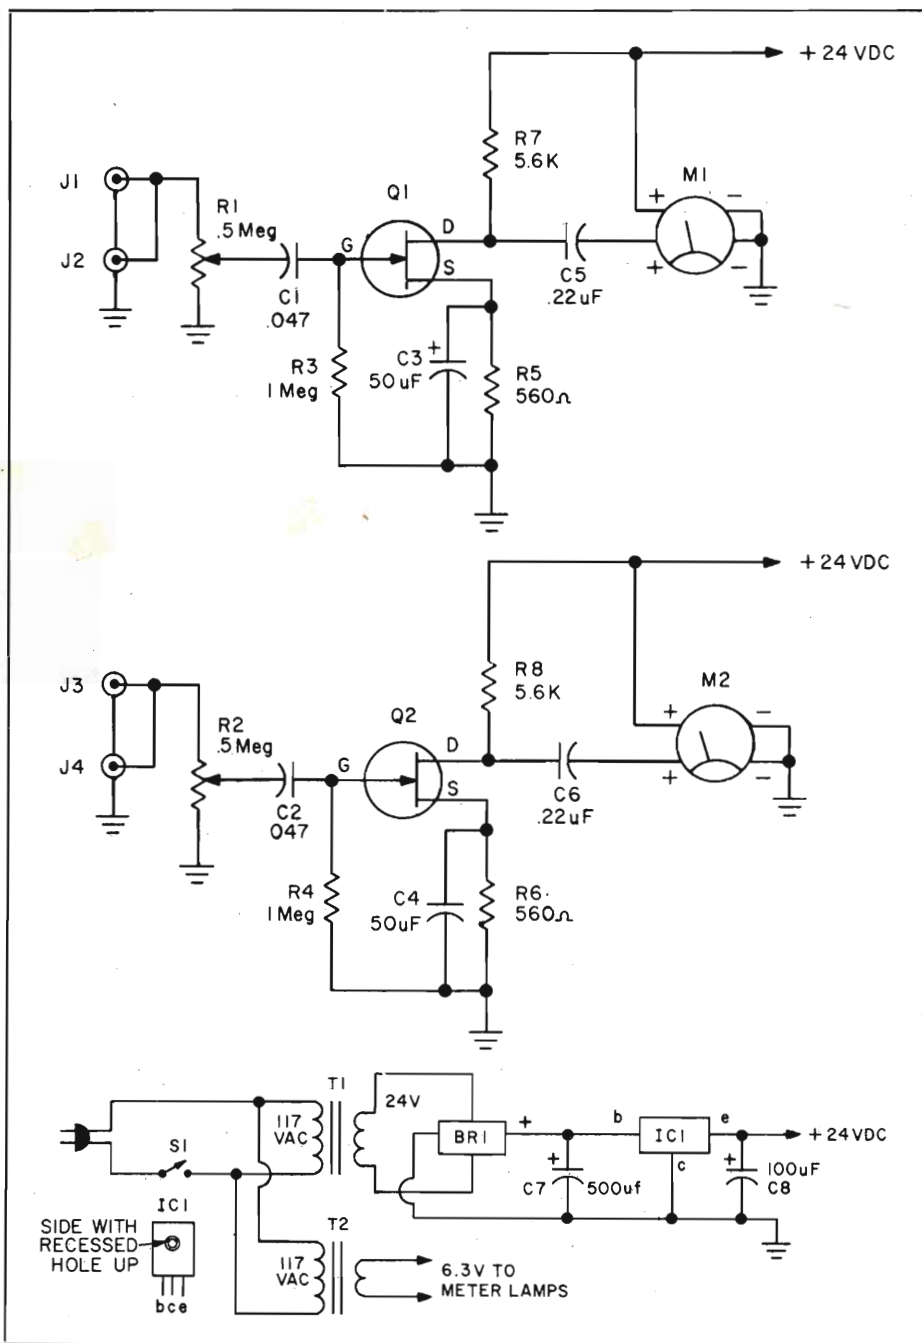 + 24 VDC
R7
5.6K
J1
Q1
M1
R1
.5 Meg
D
G
S
J2
C1
.047
C5
.22uF
R3
1 Meg
C3
50uF
R5
560Ω
+ 24 VDC
R8
5.6K
J3
Q2
M2
R2
.5 Meg
D
G
S
J4
C2
047
C6
.22uF
R4
1 Meg
C4
50uF
R6
560Ω
T1
24V
117
VAC
BR1
+
b
IC1
e
+ 24VDC
S1
c
C7
500uf
100uF
C8
IC1
SIDE WITH
RECESSED
HOLE UP
bce
T2
117
VAC
6.3V TO
METER LAMPS